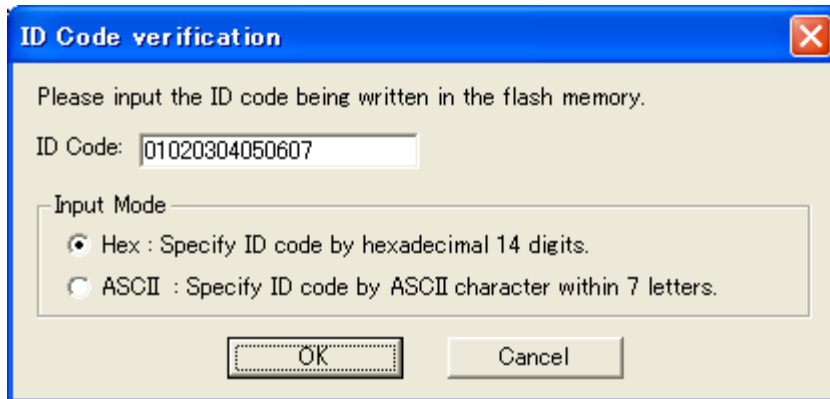 ID Code verification
Please input the ID code being written in the flash memory.
ID Code: 01020304050607
Input Mode
Hex : Specify ID code by hexadecimal 14 digits.
ASCII : Specify ID code by ASCII character within 7 letters.
OK Cancel